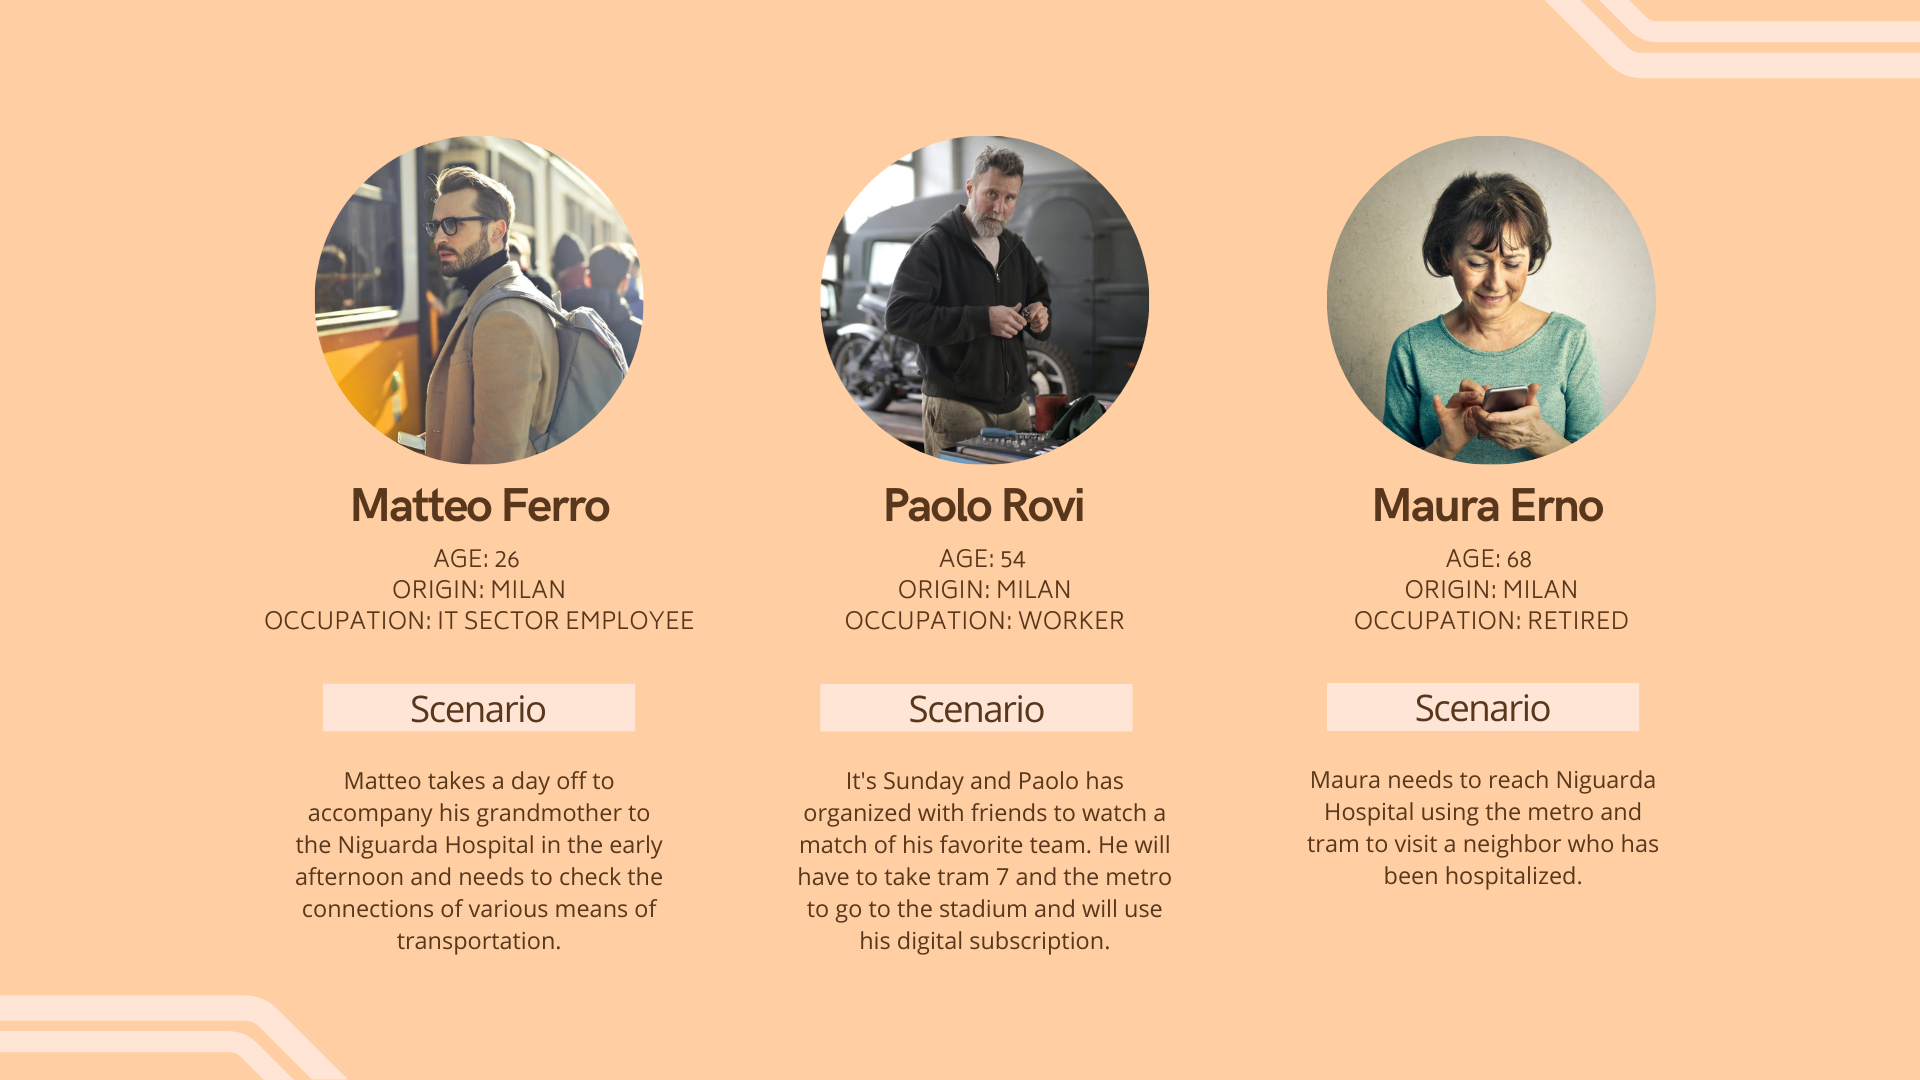 Matteo Ferro
AGE: 26
ORIGIN: MILAN
OCCUPATION: IT SECTOR EMPLOYEE
Scenario
Matteo takes a day off to
accompany his grandmother to
the Niguarda Hospital in the early
afternoon and needs to check the
connections of various means of
transportation.
Paolo Rovi
AGE: 54
ORIGIN: MILAN
OCCUPATION: WORKER
Scenario
It's Sunday and Paolo has
organized with friends to watch a
match of his favorite team. He will
have to take tram 7 and the metro
to go to the stadium and will use
his digital subscription.
Maura Erno
AGE: 68
ORIGIN: MILAN
OCCUPATION: RETIRED
Scenario
Maura needs to reach Niguarda
Hospital using the metro and
tram to visit a neighbor who has
been hospitalized.